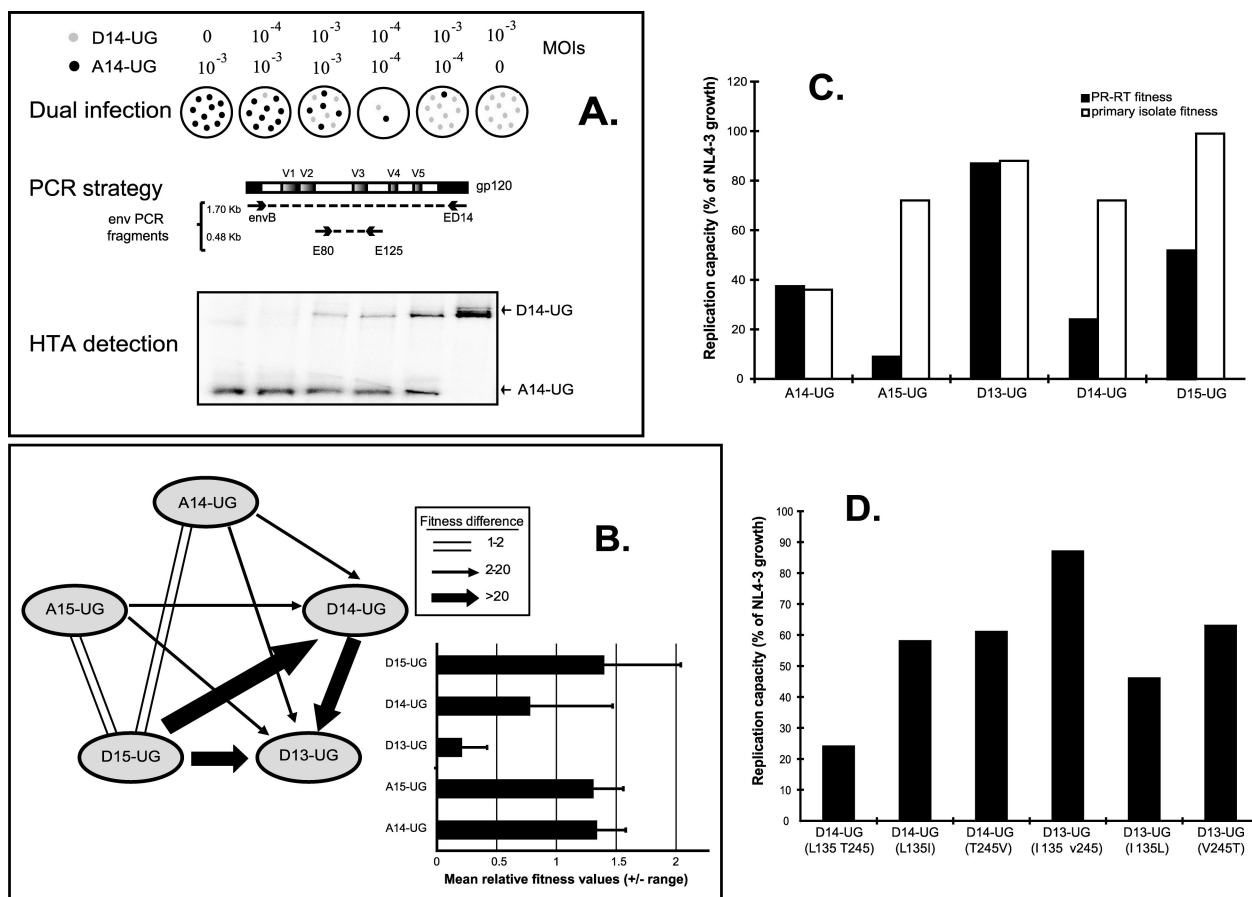 D14-UG 0 10-4 10-3 10-4 10-3 10-3
MOIs
A14-UG 10-3 10-3 10-3 10-4 10-4 0
Dual infection
A.
PCR strategy
V1 V2 V3 V4 V5
gp120
env PCR
fragments
1.70 Kb
0.48 Kb
envB
ED14
E80
E125
HTA detection
D14-UG
A14-UG
B.
A14-UG
A15-UG
D14-UG
D15-UG
D13-UG
Fitness difference
1-2
2-20
>20
D15-UG
D14-UG
D13-UG
A15-UG
A14-UG
0 0.5 1 1.5 2
Mean relative fitness values (+/- range)
C.
Replication capacity (% of NL4-3 growth)
120
100
80
60
40
20
0
PR-RT fitness
primary isolate fitness
A14-UG A15-UG D13-UG D14-UG D15-UG
D.
Replication capacity (% of NL4-3 growth)
100
90
80
70
60
50
40
30
20
10
0
D14-UG D14-UG D14-UG D13-UG D13-UG D13-UG
(L135 T245) (L135I) (T245V) (I 135 v245) (I 135L) (V245T)